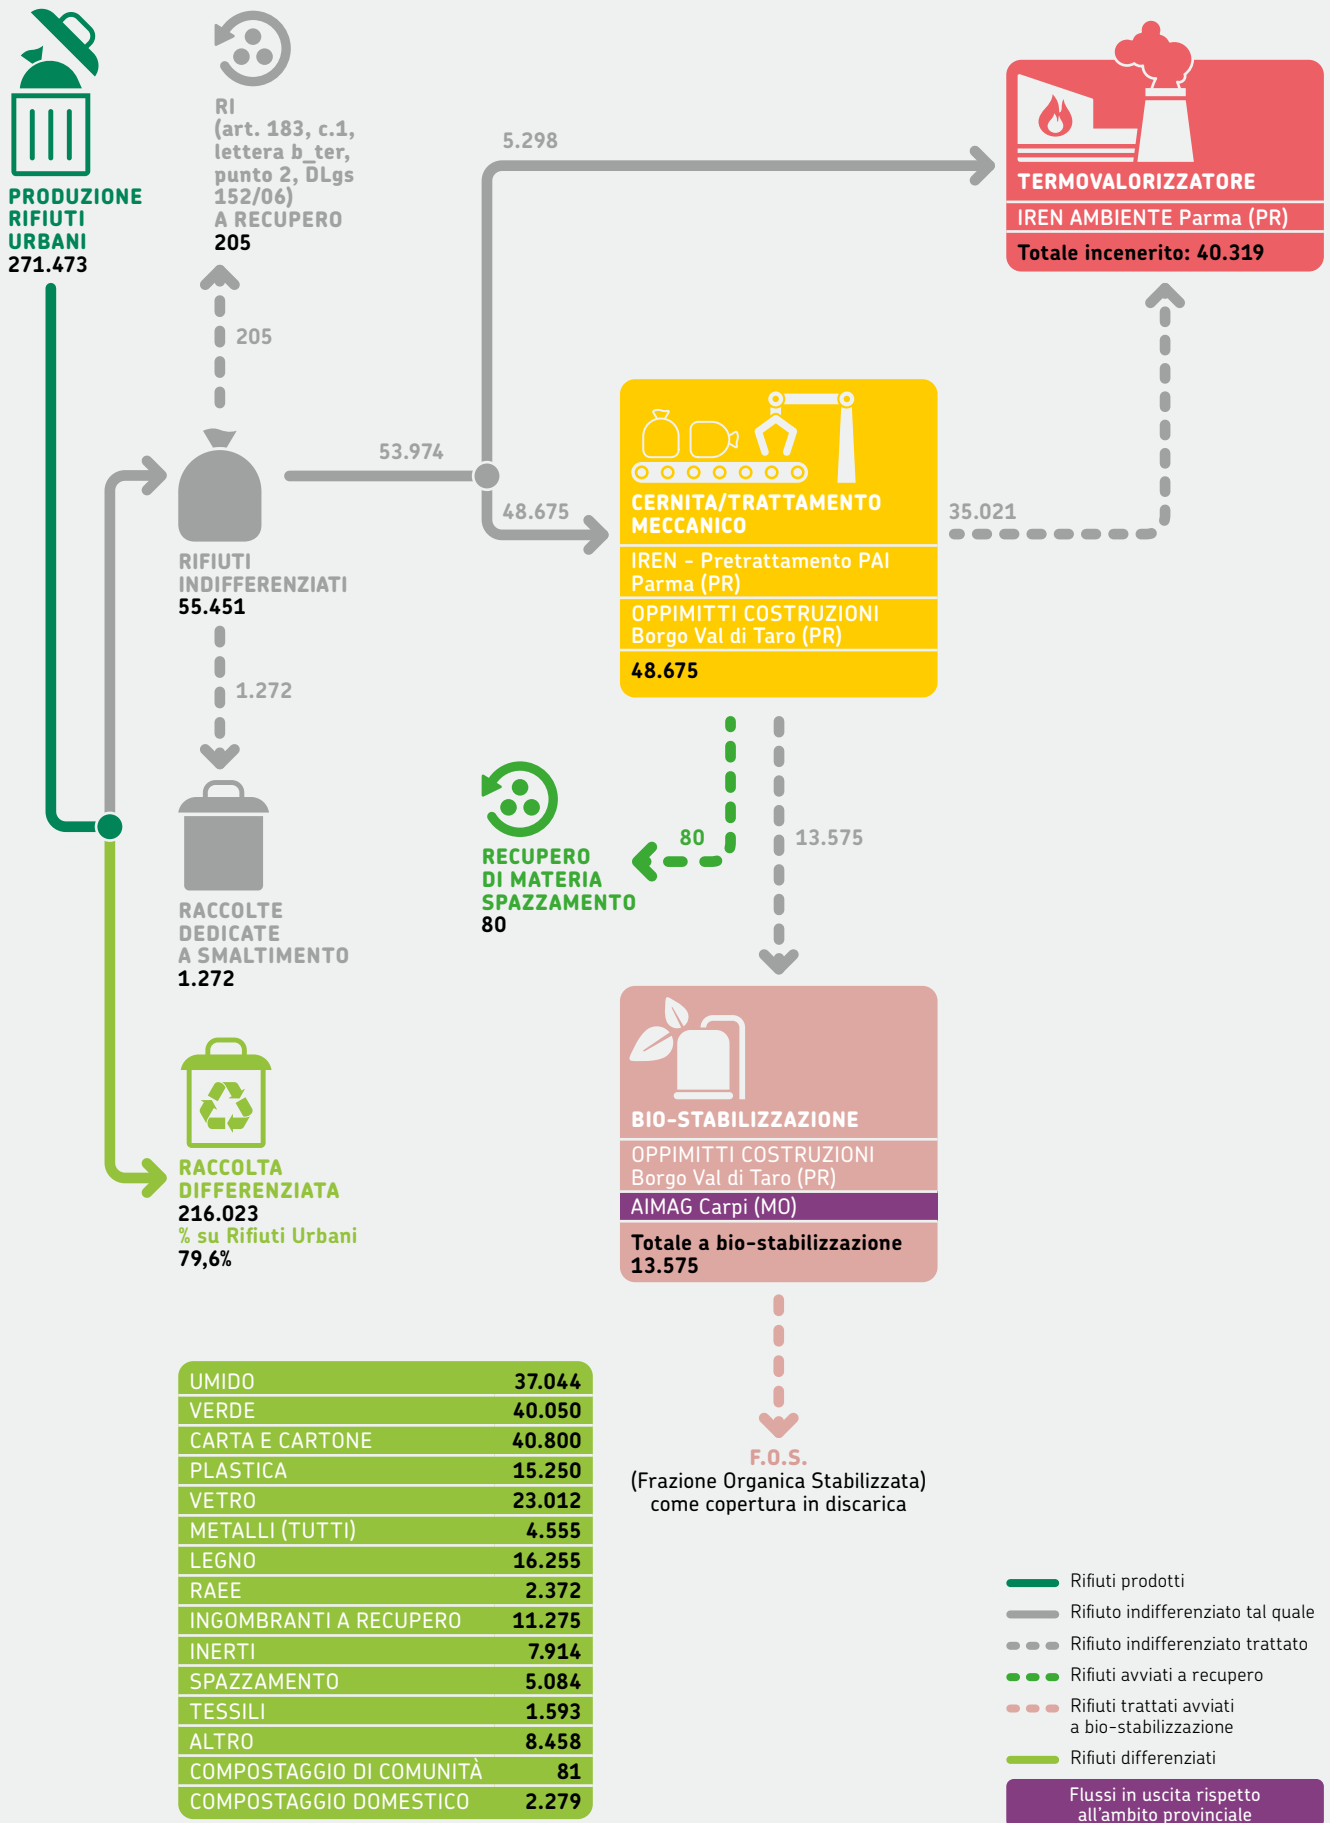 PRODUZIONE
RIFIUTI
URBANI
271.473
RI
(art. 183, c.1,
lettera b_ter,
punto 2, DLgs
152/06)
A RECUPERO
205
205
5.298
TERMOVALORIZZATORE
IREN AMBIENTE Parma (PR)
Totale incenerito: 40.319
53.974
48.675
RIFIUTI
INDIFFERENZIATI
55.451
CERNITA/TRATTAMENTO
MECCANICO
IREN - Pretrattamento PAI
Parma (PR)
OPPIMITTI COSTRUZIONI
Borgo Val di Taro (PR)
48.675
35.021
1.272
RACCOLTE
DEDICATE
A SMALTIMENTO
1.272
80
13.575
RECUPERO
DI MATERIA
SPAZZAMENTO
80
BIO-STABILIZZAZIONE
OPPIMITTI COSTRUZIONI
Borgo Val di Taro (PR)
AIMAG Carpi (MO)
Totale a bio-stabilizzazione
13.575
RACCOLTA
DIFFERENZIATA
216.023
% su Rifiuti Urbani
79,6%
F.O.S.
(Frazione Organica Stabilizzata)
come copertura in discarica
UMIDO 37.044
VERDE 40.050
CARTA E CARTONE 40.800
PLASTICA 15.250
VETRO 23.012
METALLI (TUTTI) 4.555
LEGNO 16.255
RAEE 2.372
INGOMBRANTI A RECUPERO 11.275
INERTI 7.914
SPAZZAMENTO 5.084
TESSILI 1.593
ALTRO 8.458
COMPOSTAGGIO DI COMUNITÀ 81
COMPOSTAGGIO DOMESTICO 2.279
Rifiuti prodotti
Rifiuto indifferenziato tal quale
Rifiuto indifferenziato trattato
Rifiuti avviati a recupero
Rifiuti trattati avviati
a bio-stabilizzazione
Rifiuti differenziati
Flussi in uscita rispetto
all'ambito provinciale